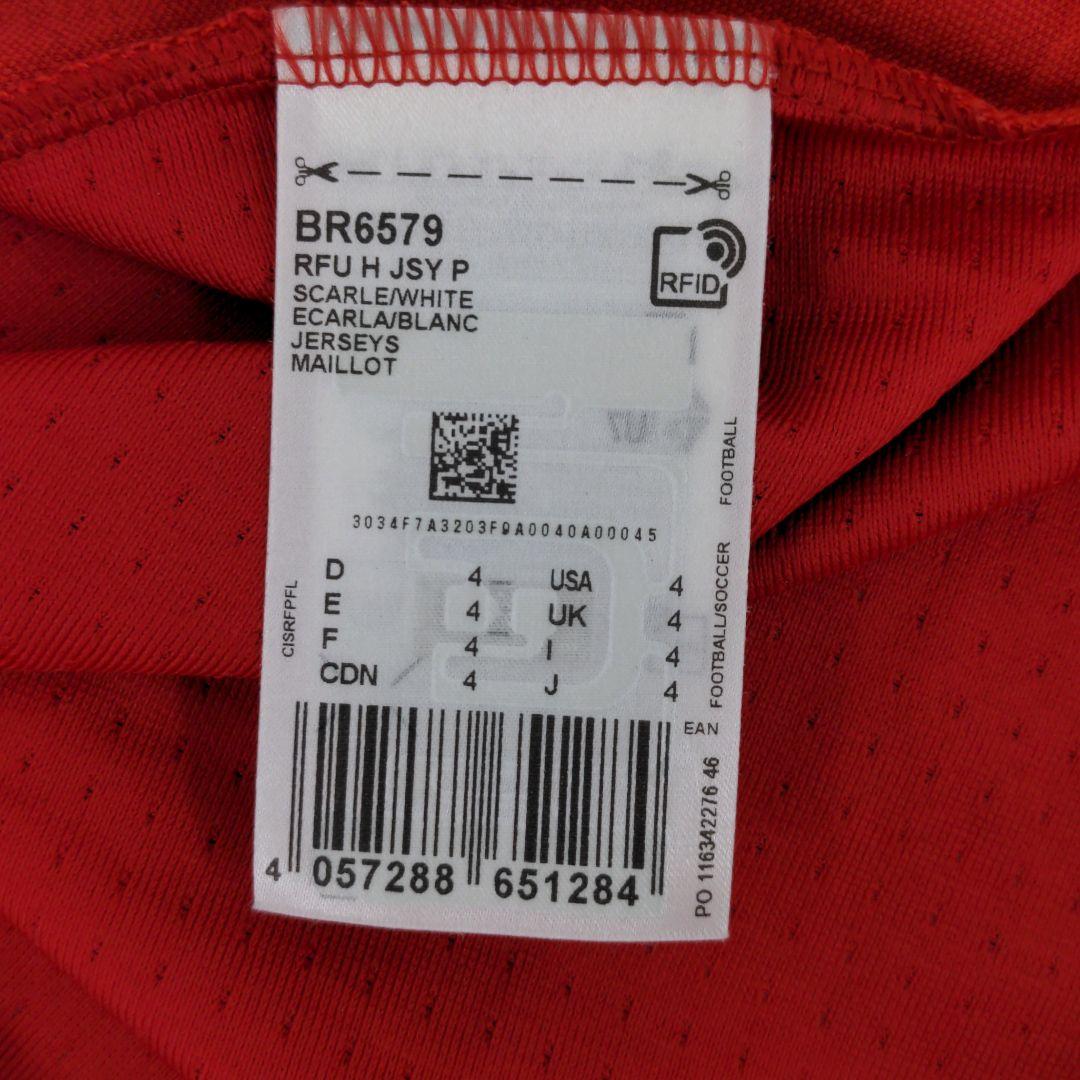 BR6579
RFU H JSY P
SCARLE/WHITE
ECARLA/BLANC
JERSEYS
MAILLOT
RFID
3034F7A3203F9A0040A00045
D 4 USA 4
E 4 UK 4
F 4 I 4
CDN 4 J 4
CISRFPFL
FOOTBALL/SOCCER FOOTBALL
EAN
PO 116342276 46
4 057288 651284